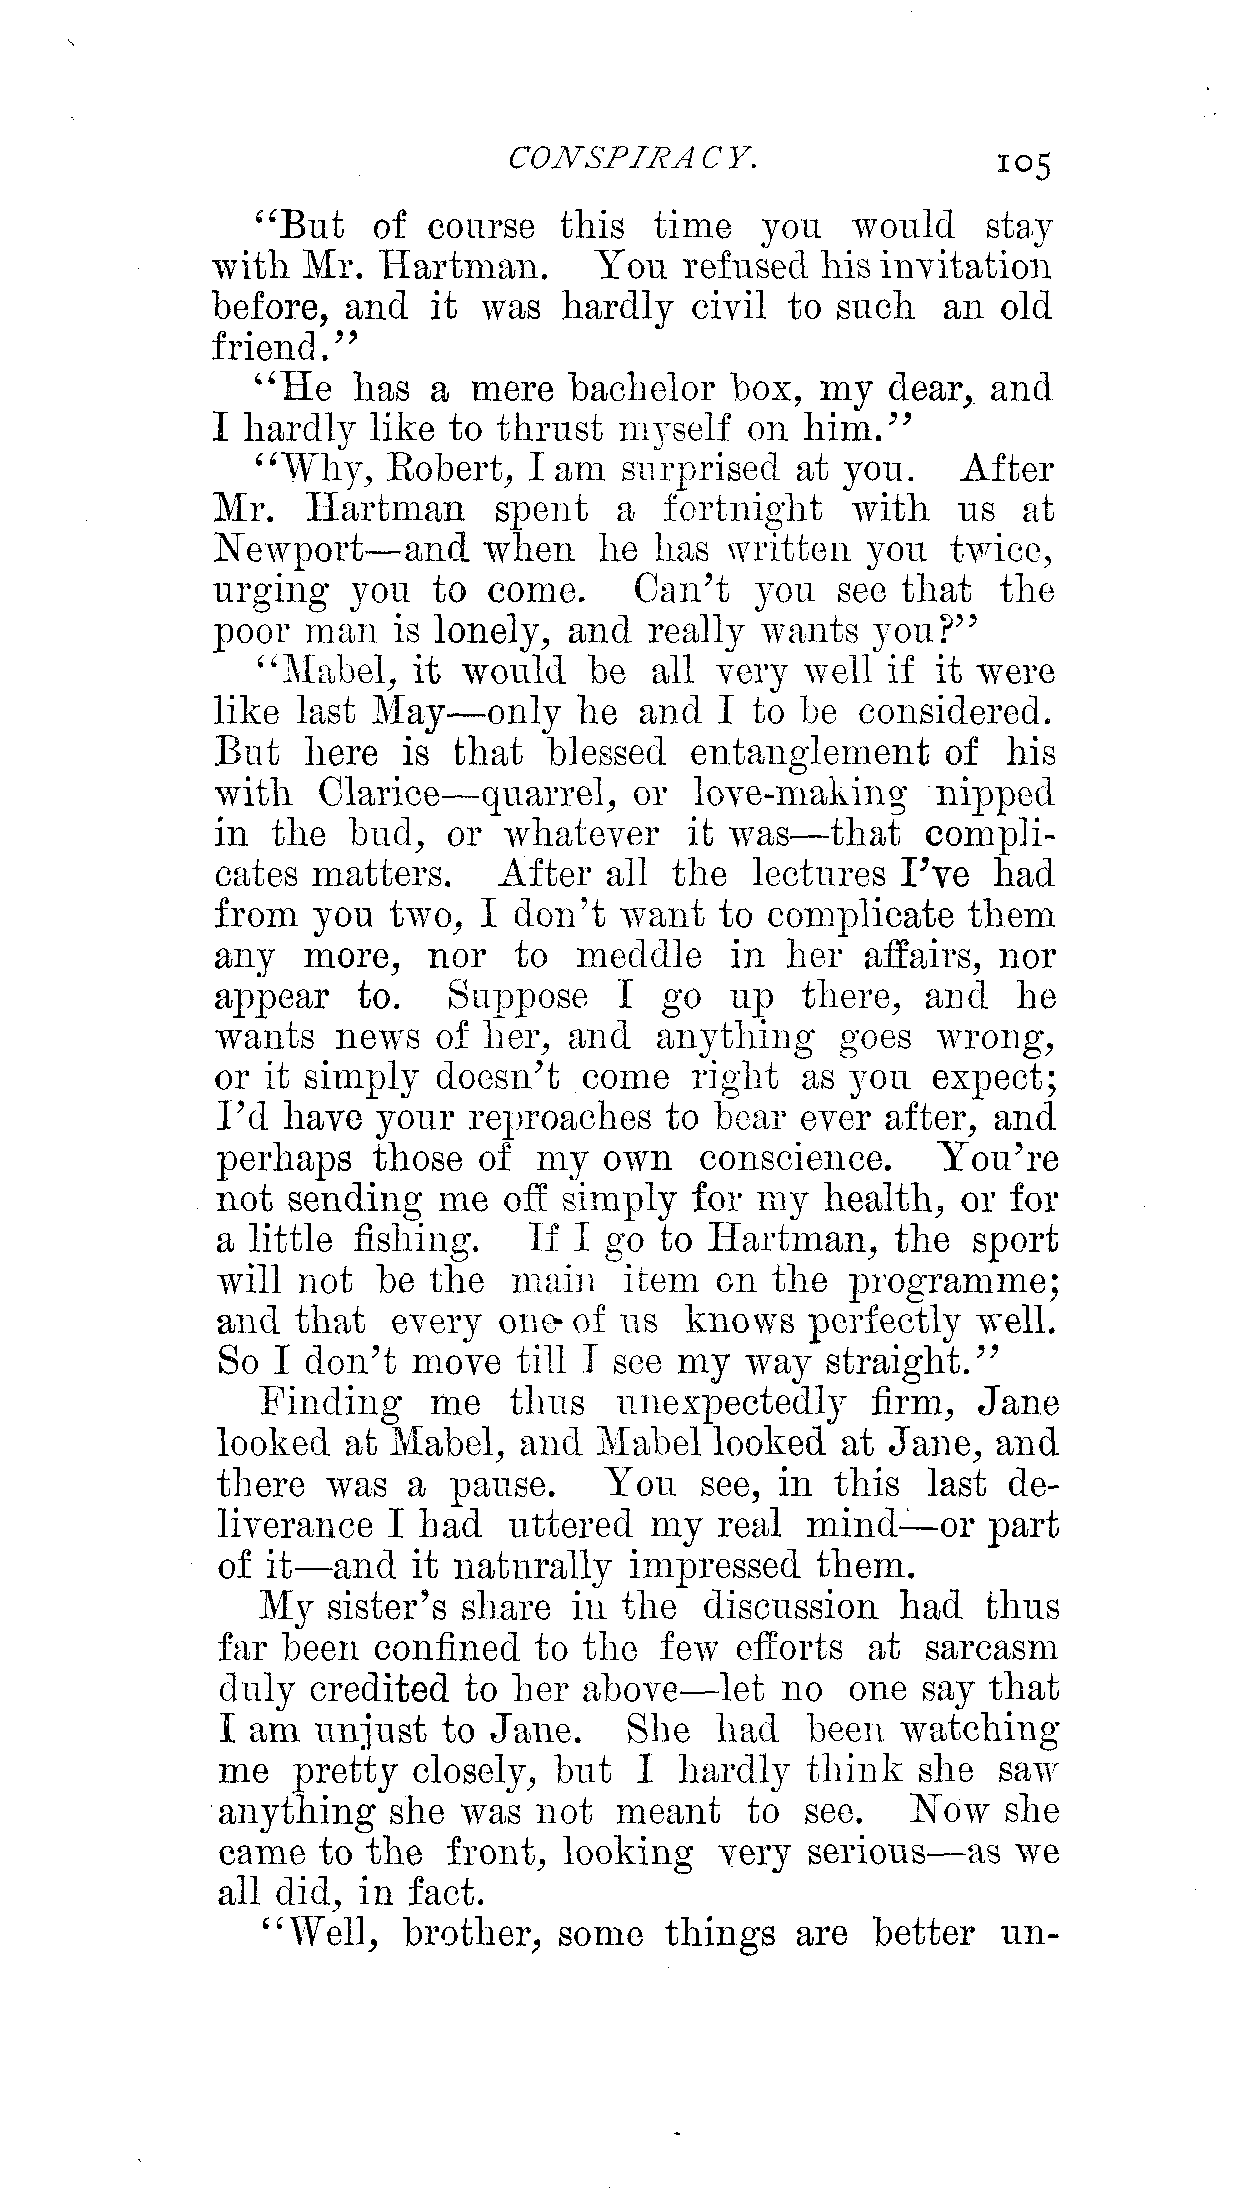 CONSPIRACY. 105
"But of course this time you would stay
with Mr. Hartman. You refused his invitation
before, and it was hardly civil to such an old
friend."
"He has a mere bachelor box, my dear, and
I hardly like to thrust myself on him."
"Why, Robert, I am surprised at you. After
Mr. Hartman spent a fortnight with us at
Newport—and when he has written you twice,
urging you to come. Can't you see that the
poor man is lonely, and really wants you?"
"Mabel, it would be all very well if it were
like last May—only he and I to be considered.
But here is that blessed entanglement of his
with Clarice—quarrel, or love-making nipped
in the bud, or whatever it was—that compli-
cates matters. After all the lectures I've had
from you two, I don't want to complicate them
any more, nor to meddle in her affairs, nor
appear to. Suppose I go up there, and he
wants news of her, and anything goes wrong,
or it simply doesn't come right as you expect;
I'd have your reproaches to bear ever after, and
perhaps those of my own conscience. You're
not sending me off simply for my health, or for
a little fishing. If I go to Hartman, the sport
will not be the main item on the programme;
and that every one of us knows perfectly well.
So I don't move till I see my way straight."
Finding me thus unexpectedly firm, Jane
looked at Mabel, and Mabel looked at Jane, and
there was a pause. You see, in this last de-
liverance I had uttered my real mind—or part
of it—and it naturally impressed them.
My sister's share in the discussion had thus
far been confined to the few efforts at sarcasm
duly credited to her above—let no one say that
I am unjust to Jane. She had been watching
me pretty closely, but I hardly think she saw
anything she was not meant to see. Now she
came to the front, looking very serious—as we
all did, in fact.
"Well, brother, some things are better un-